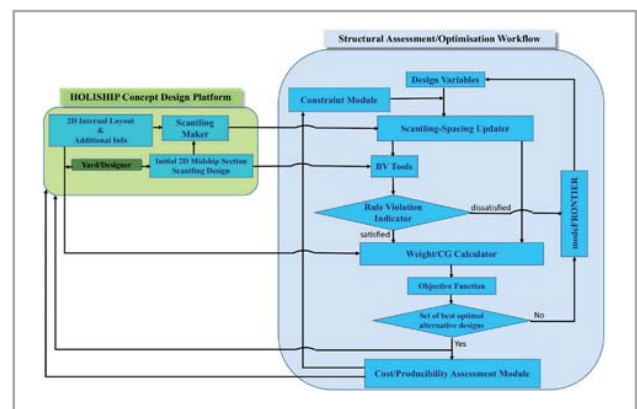 Structural Assessment/Optimisation Workflow
HOLISHIP Concept Design Platform
2D Internal Layout
&
Additional Info
Scantling
Maker
Yard/Designer
Initial 2D Midship Section
Scantling Design
Design Variables
Constraint Module
Scantling-Spacing Updater
BV Tools
Rule Violation
Indicator
dissatisfied
satisfied
modeFRONTIER
Weight/CG Calculator
Objective Function
Set of best optimal
alternative designs
No
Yes
Cost/Producibility Assessment Module